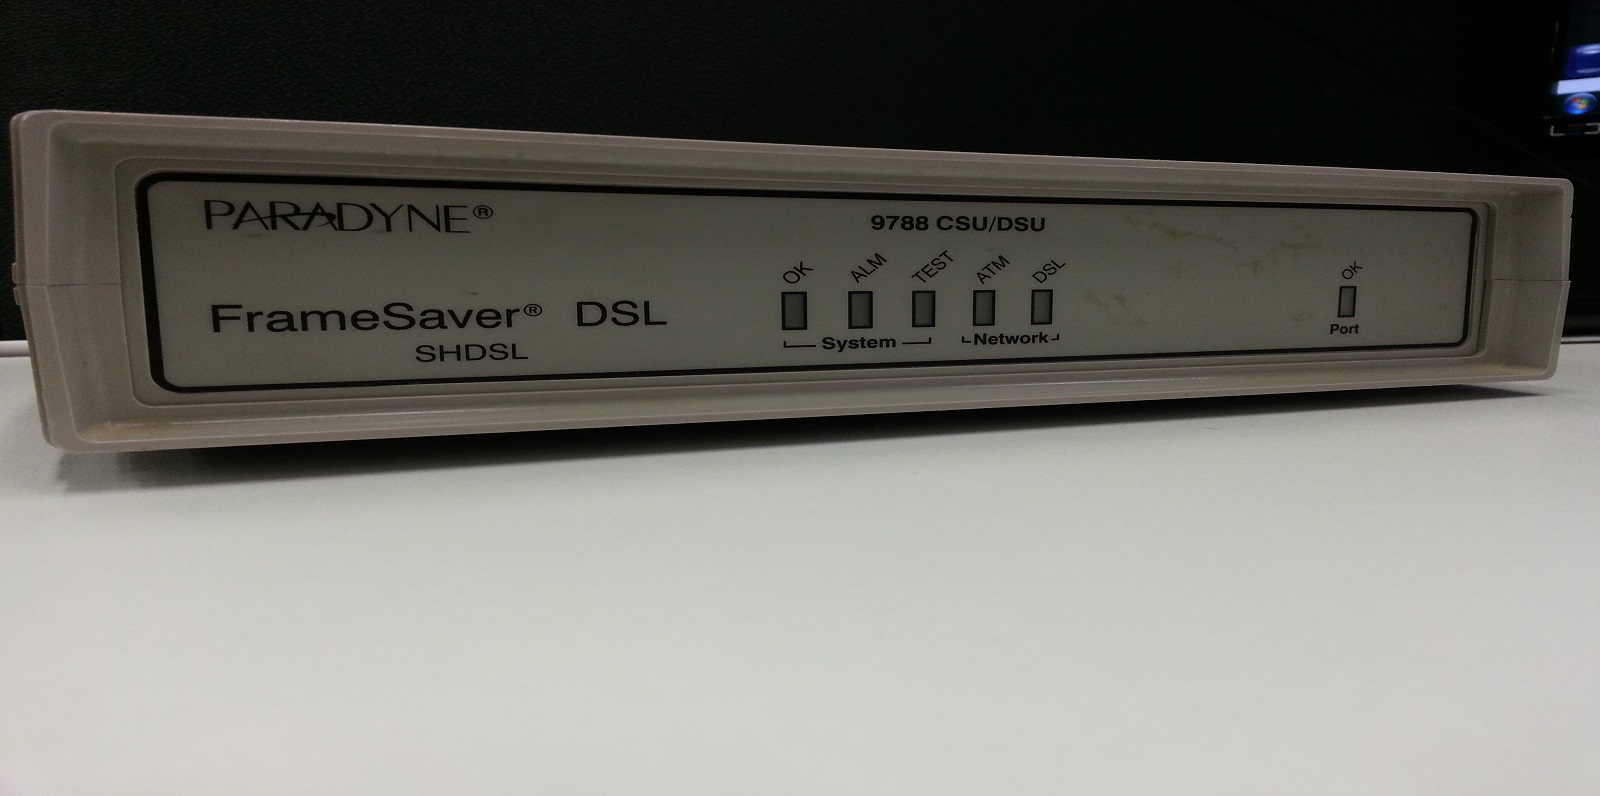 PARADYNE®
9788 CSU/DSU
OK ALM TEST ATM DSL OK
FrameSaver® DSL
SHDSL
System Network Port